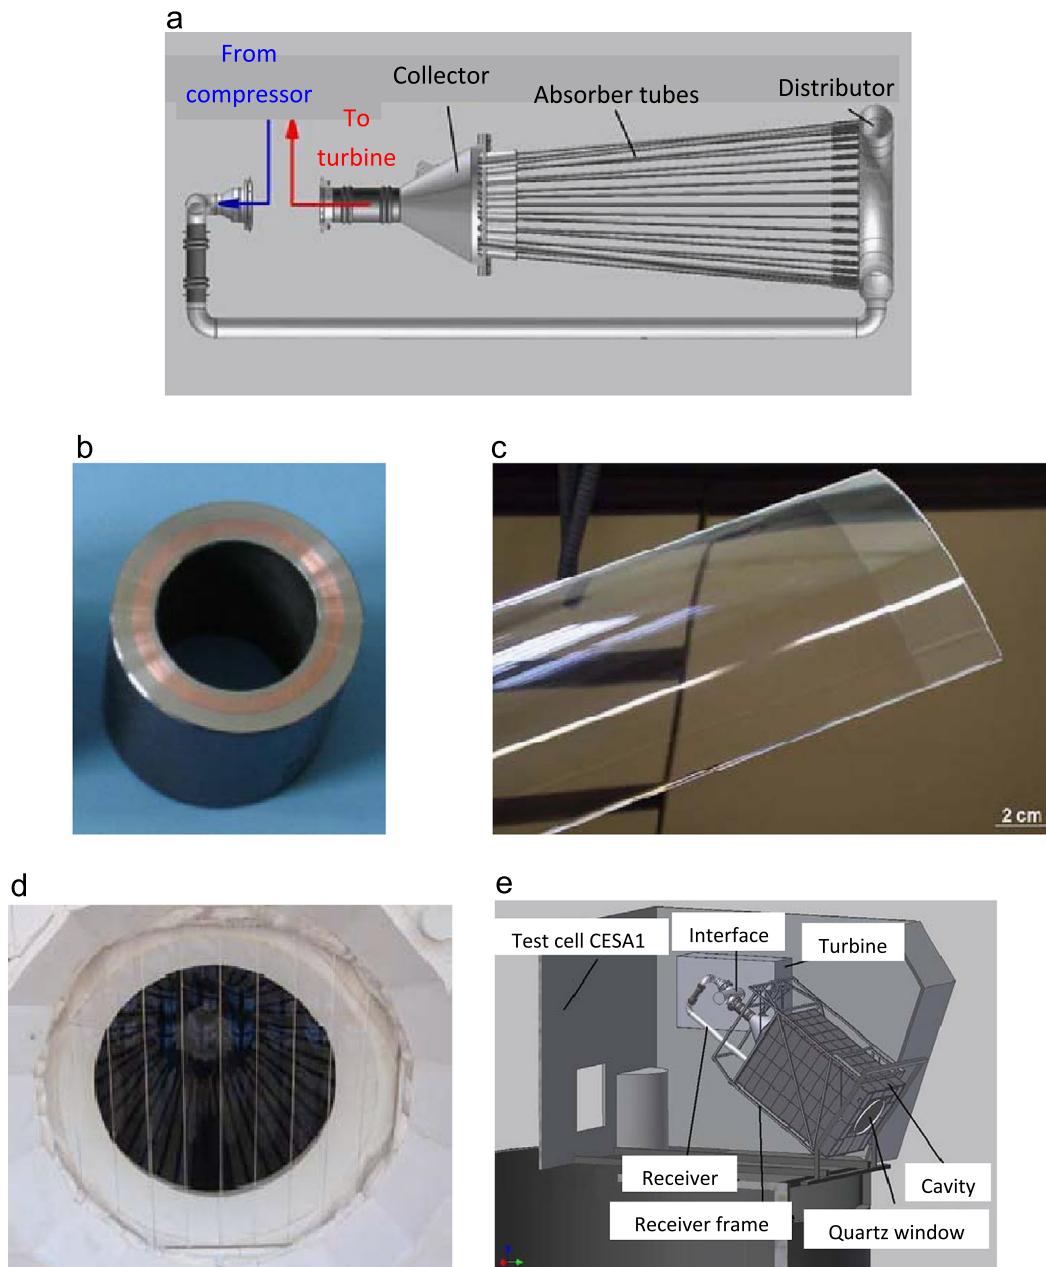 a
From
compressor
To
turbine
Collector
Absorber tubes
Distributor
b
c
2 cm
d
e
Test cell CESA1
Interface
Turbine
Receiver
Receiver frame
Cavity
Quartz window